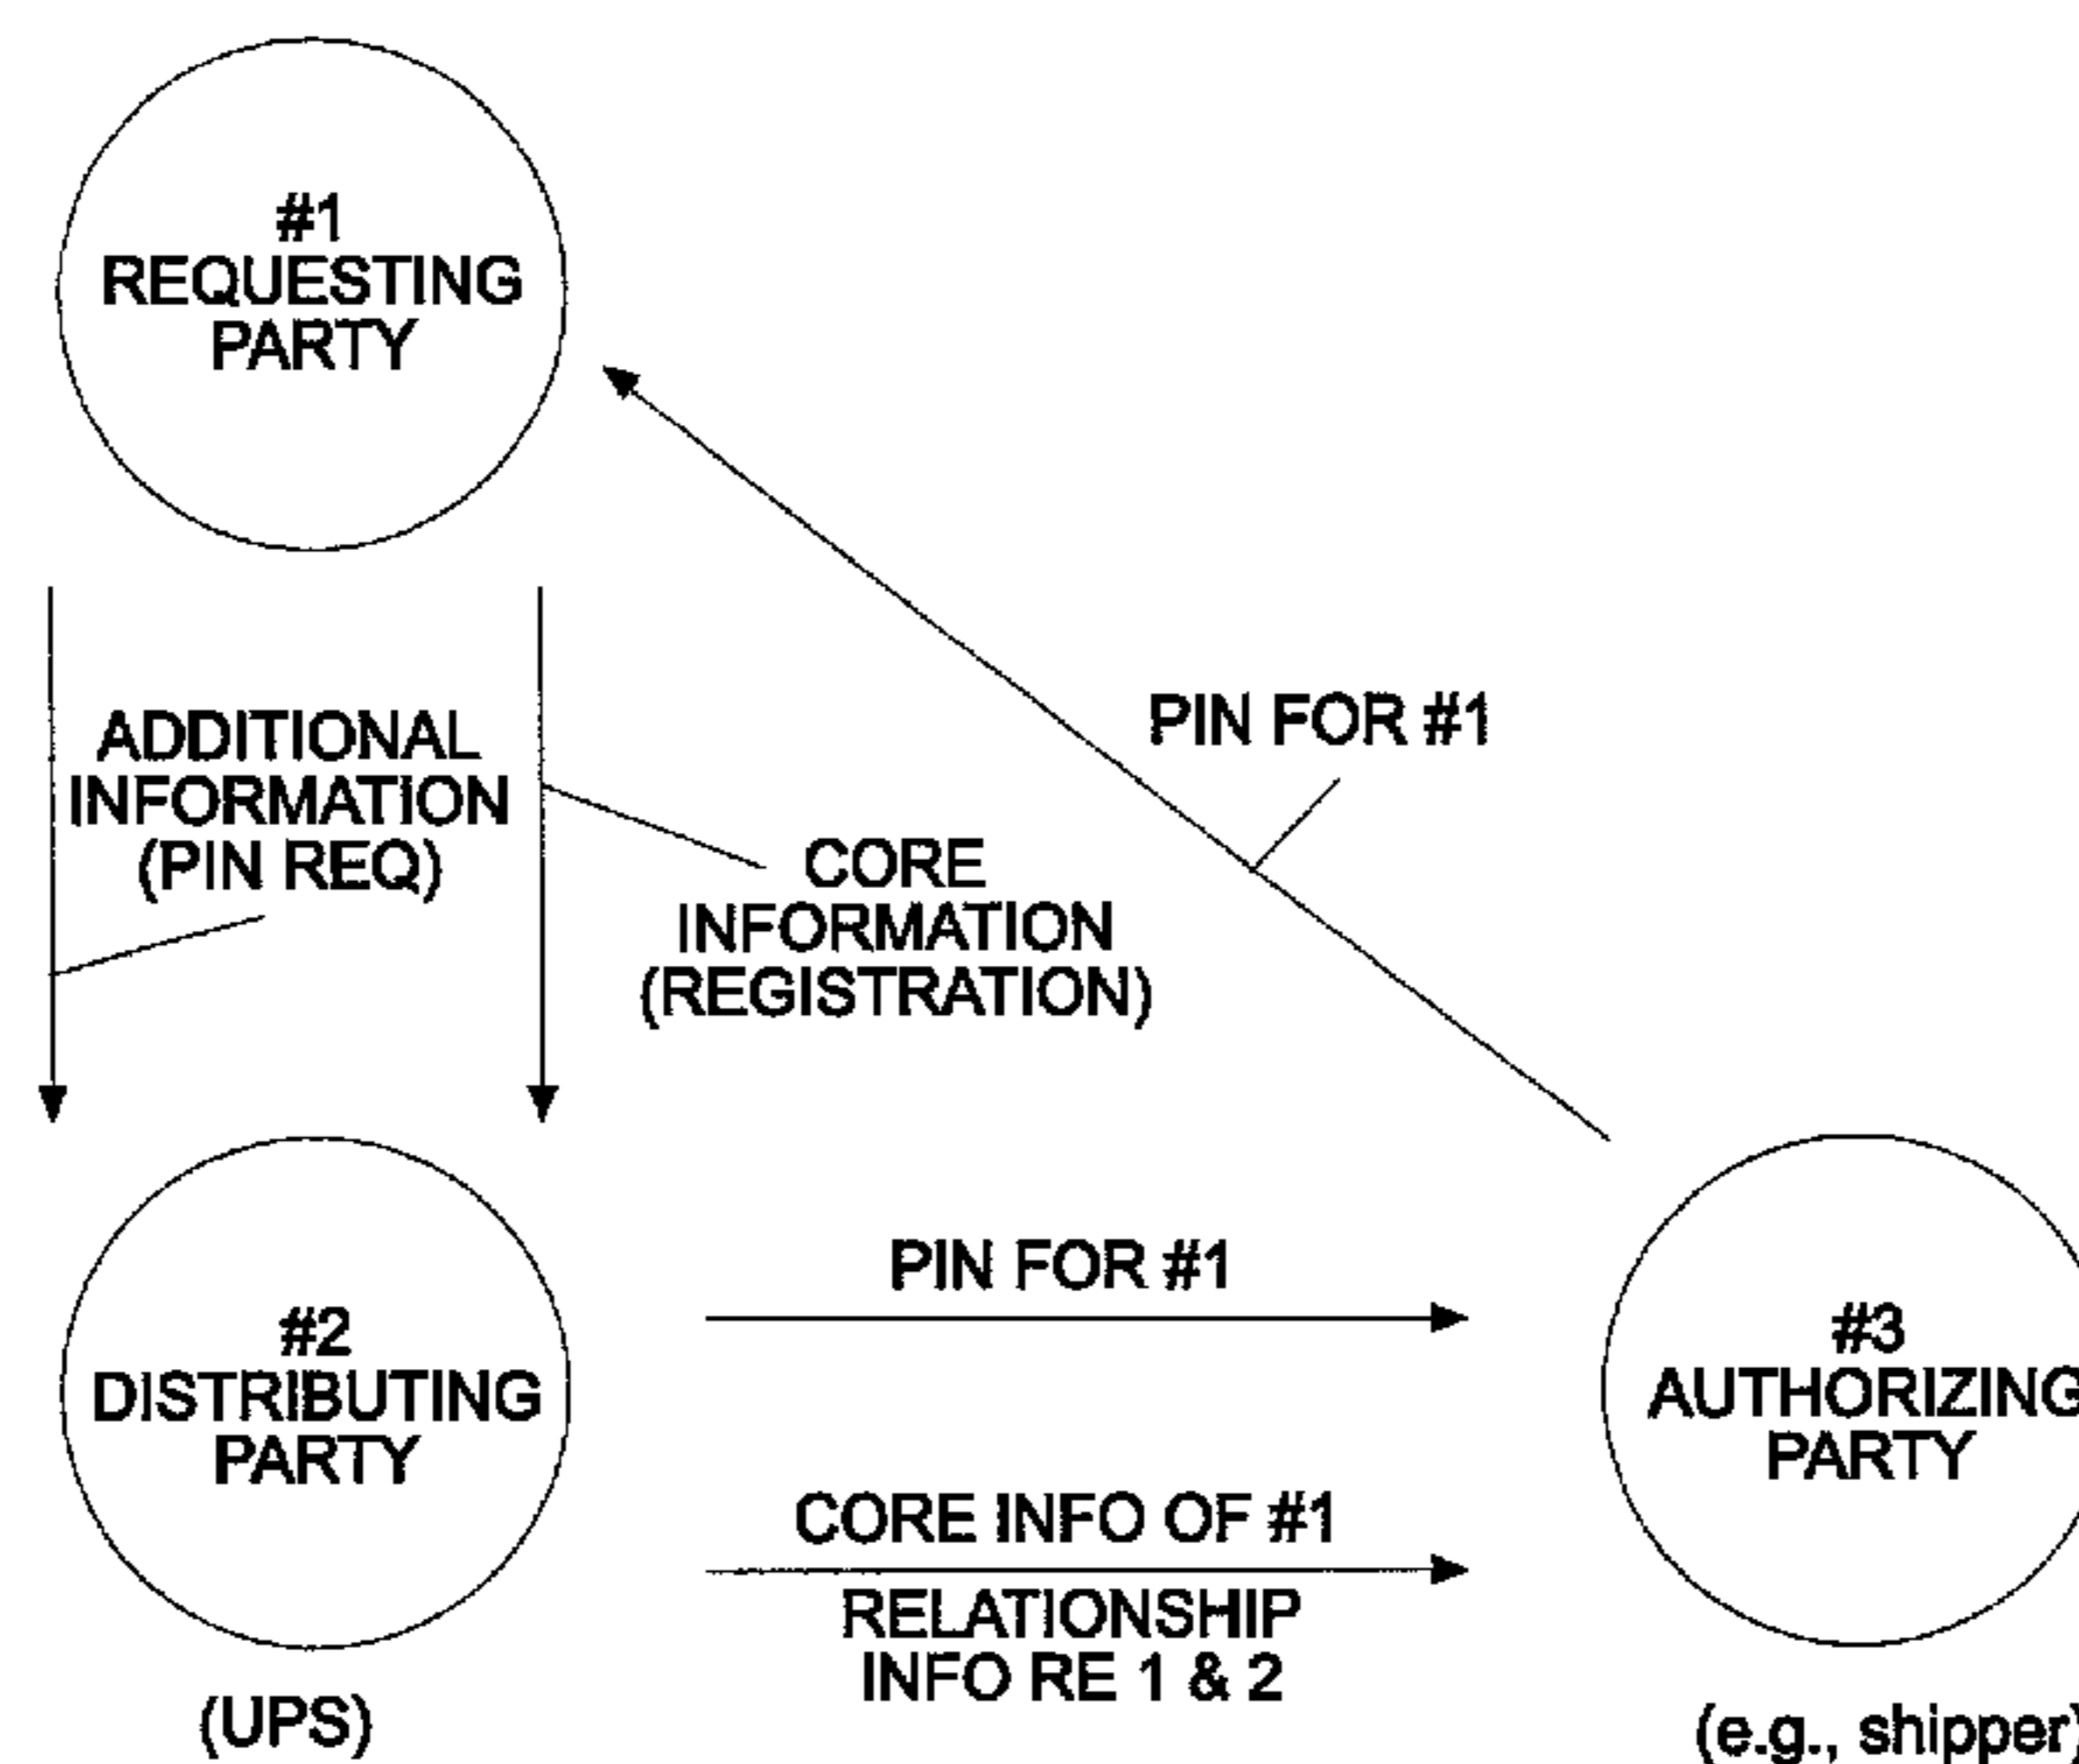 #1
REQUESTING
PARTY
PIN FOR #1
ADDITIONAL
INFORMATION
(PIN REQ)
CORE
INFORMATION
(REGISTRATION)
PIN FOR #1
#2
DISTRIBUTING
PARTY
#3
AUTHORIZING
PARTY
CORE INFO OF #1
RELATIONSHIP
INFO RE 1 & 2
(UPS)
(e.g., shipper)